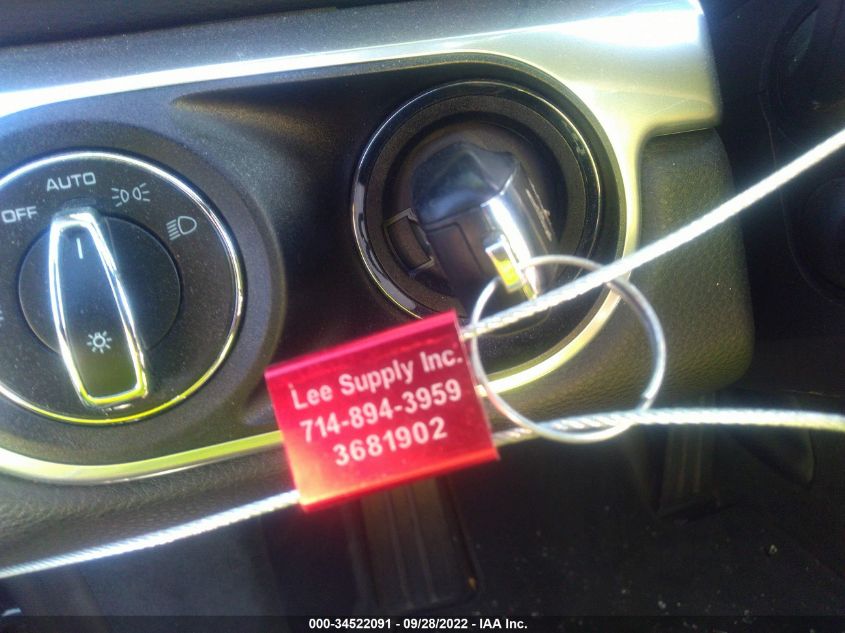 AUTO
OFF
Lee Supply Inc.
714-894-3959
3681902
000-34522091 - 09/28/2022 - IAA Inc.